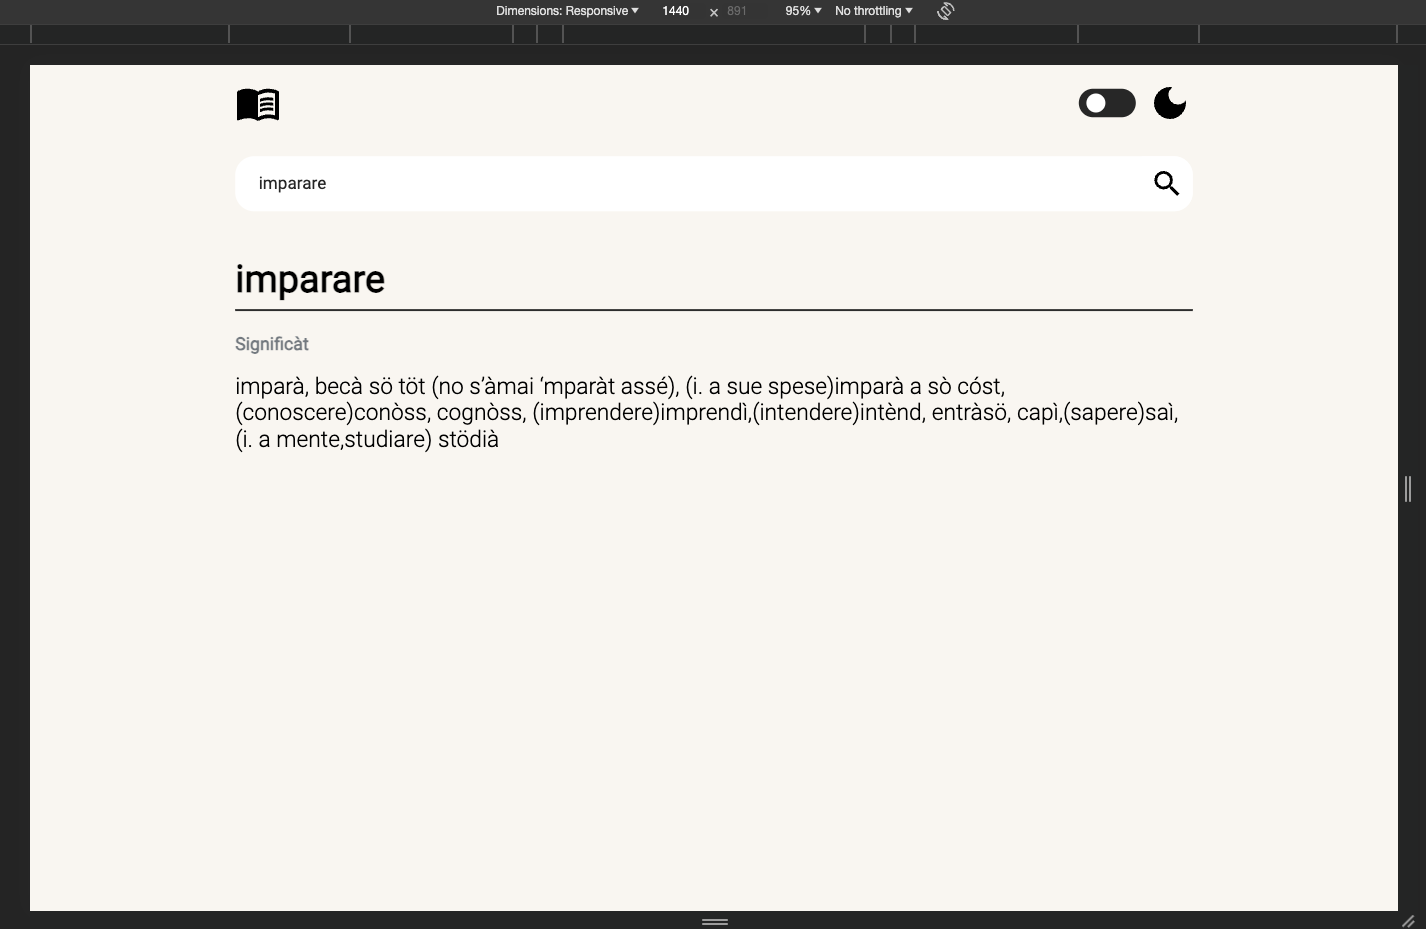 Dimensions: Responsive 1440 × 891 95% No throttling
imparare
imparare
Significàt
imparà, becà sö töt (no s’àmai ‘mparàt assé), (i. a sue spese)imparà a sò cóst,
(conoscere)conòss, cognòss, (imprendere)imprendì,(intendere)intènd, entràsö, capì,(sapere)saì,
(i. a mente,studiare) stödià